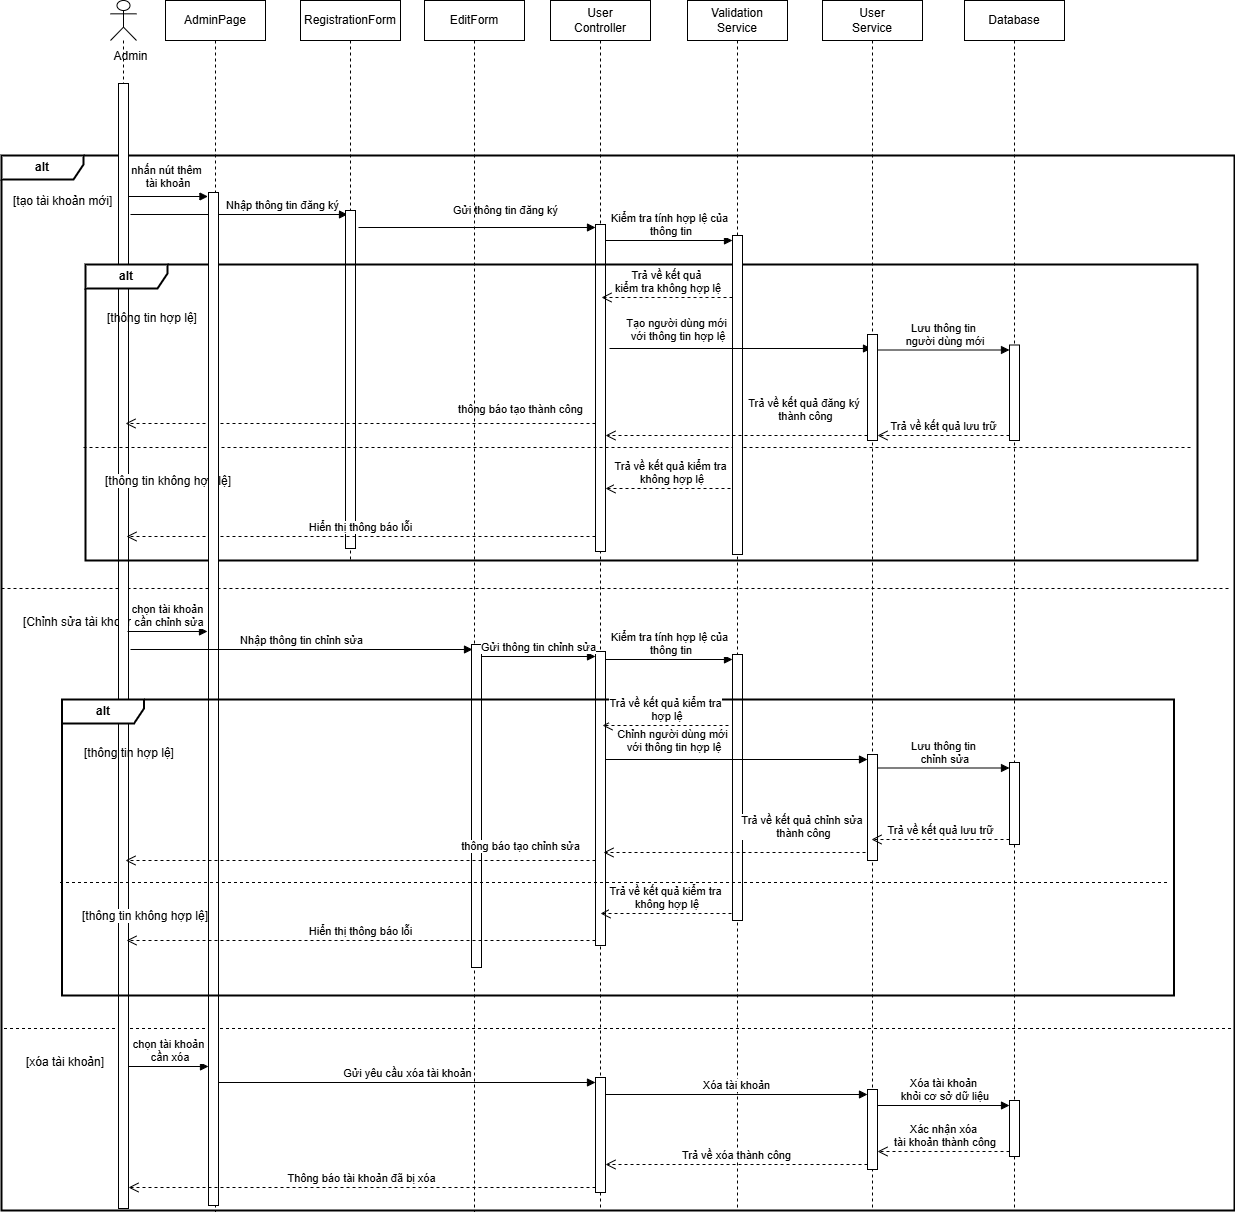 Admin
AdminPage
RegistrationForm
EditForm
User
Controller
Validation
Service
User
Service
Database
alt
[tạo tài khoản mới]
nhấn nút thêm
tài khoản
Nhập thông tin đăng ký
Gửi thông tin đăng ký
Kiểm tra tính hợp lệ của
thông tin
alt
[thông tin hợp lệ]
Trả về kết quả
kiểm tra không hợp lệ
Tạo người dùng mới
với thông tin hợp lệ
Lưu thông tin
người dùng mới
Trả về kết quả lưu trữ
Trả về kết quả đăng ký
thành công
thông báo tạo thành công
[thông tin không hợp lệ]
Trả về kết quả kiểm tra
không hợp lệ
Hiển thị thông báo lỗi
[Chỉnh sửa tài
chọn tài khoản
cần chỉnh sửa
Nhập thông tin chỉnh sửa
Gửi thông tin chỉnh sửa
Kiểm tra tính hợp lệ của
thông tin
alt
[thông tin hợp lệ]
Trả về kết quả kiểm tra
hợp lệ
Chỉnh người dùng mới
với thông tin hợp lệ
Lưu thông tin
chỉnh sửa
Trả về kết quả lưu trữ
Trả về kết quả chỉnh sửa
thành công
thông báo tạo chỉnh sửa
[thông tin không hợp lệ]
Trả về kết quả kiểm tra
không hợp lệ
Hiển thị thông báo lỗi
[xóa tài khoản]
chọn tài khoản
cần xóa
Gửi yêu cầu xóa tài khoản
Xóa tài khoản
Xóa tài khoản
khỏi cơ sở dữ liệu
Xác nhận xóa
tài khoản thành công
Trả về xóa thành công
Thông báo tài khoản đã bị xóa